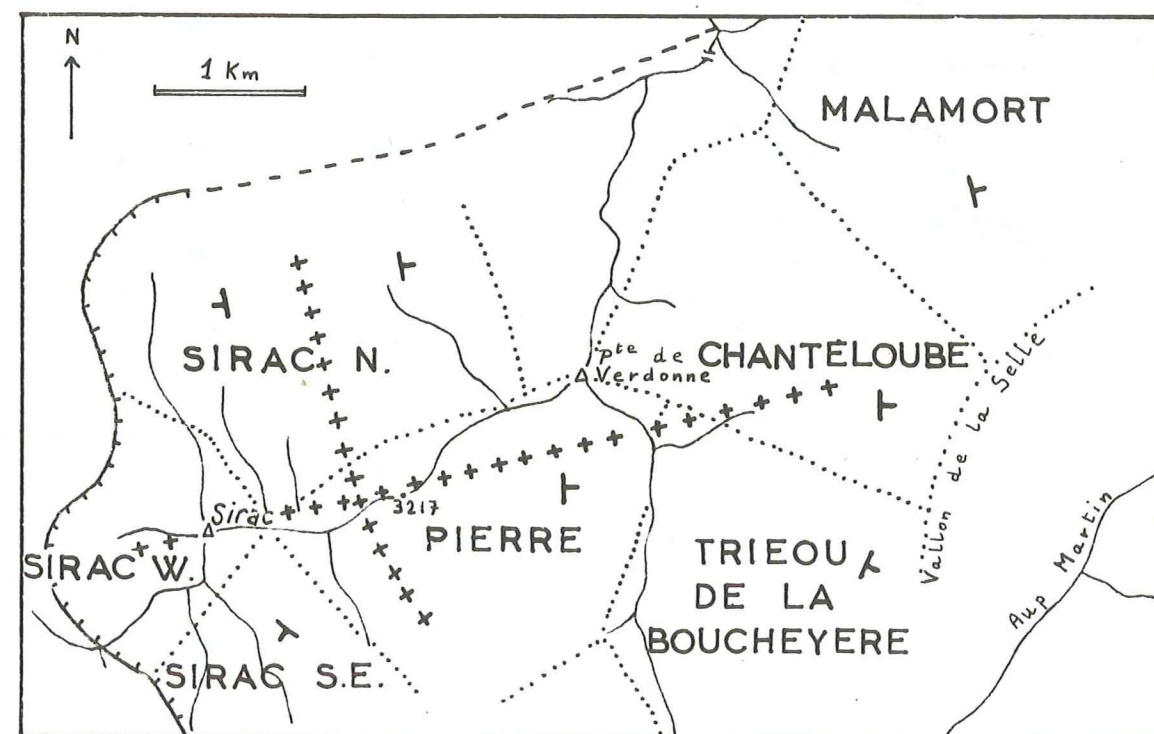 N
1 Km
MALAMORT
SIRAC N.
Pte de
Verdonne
CHANTELOUBE
Vallon de la Selle
Sirac
3217
SIRAC W.
PIERRE
TRIEOU
DE LA
BOUCHEYERE
Aup Martin
SIRAC S.E.